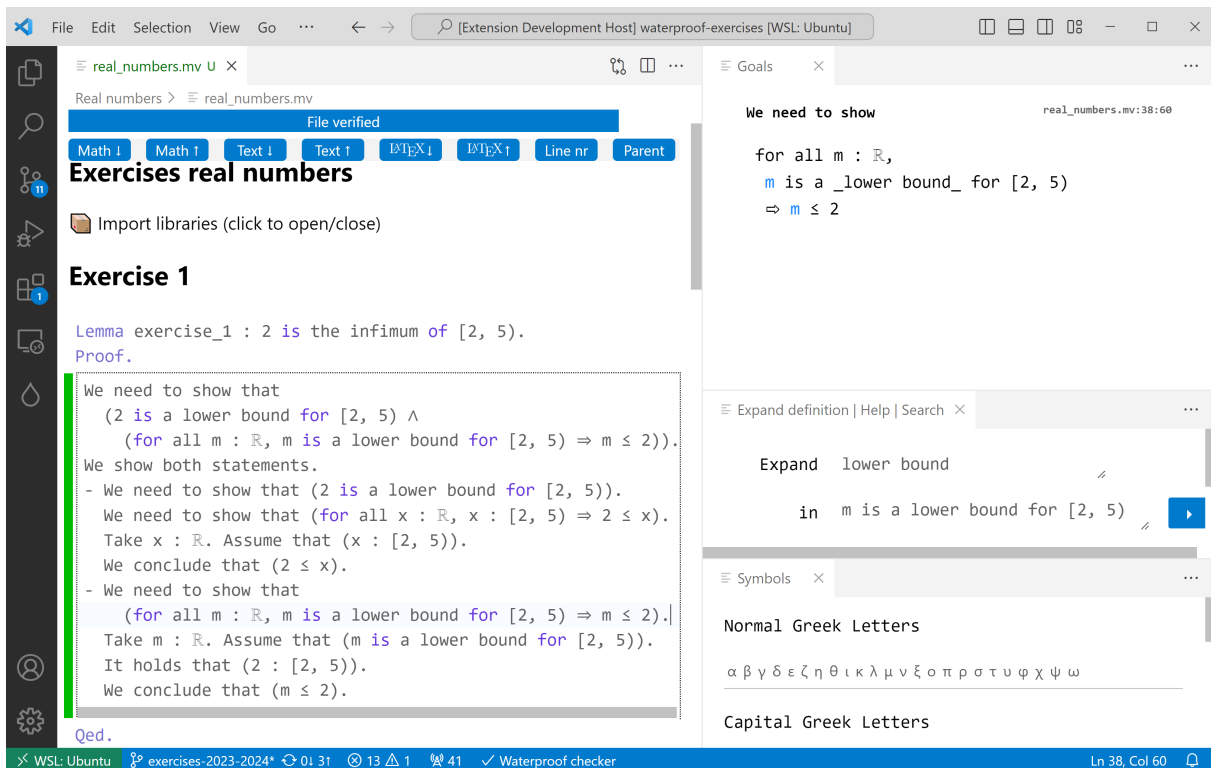 File Edit Selection View Go ··· [Extension Development Host] waterproof-exercises [WSL: Ubuntu]
real_numbers.mv U
Real numbers > real_numbers.mv
File verified
Math ↓ Math ↑ Text ↓ Text ↑ LATEX↓ LATEX↑ Line nr Parent
Exercises real numbers
Import libraries (click to open/close)
Exercise 1
Lemma exercise_1 : 2 is the infimum of [2, 5).
Proof.
We need to show that
(2 is a lower bound for [2, 5) ∧
(for all m : ℝ, m is a lower bound for [2, 5) ⇒ m ≤ 2)).
We show both statements.
- We need to show that (2 is a lower bound for [2, 5)).
We need to show that (for all x : ℝ, x : [2, 5) ⇒ 2 ≤ x).
Take x : ℝ. Assume that (x : [2, 5)).
We conclude that (2 ≤ x).
- We need to show that
(for all m : ℝ, m is a lower bound for [2, 5) ⇒ m ≤ 2).
Take m : ℝ. Assume that (m is a lower bound for [2, 5)).
It holds that (2 : [2, 5)).
We conclude that (m ≤ 2).
Qed.
Goals
We need to show real_numbers.mv:38:60
for all m : ℝ,
m is a _lower bound_ for [2, 5)
⇨ m ≤ 2
Expand definition | Help | Search
Expand lower bound
in m is a lower bound for [2, 5)
Symbols
Normal Greek Letters
α β γ δ ε ζ η θ ι κ λ μ ν ξ ο π ρ σ τ υ φ χ ψ ω
Capital Greek Letters
11
1
WSL: Ubuntu exercises-2023-2024* 0↓ 3↑ 13 1 41 Waterproof checker Ln 38, Col 60